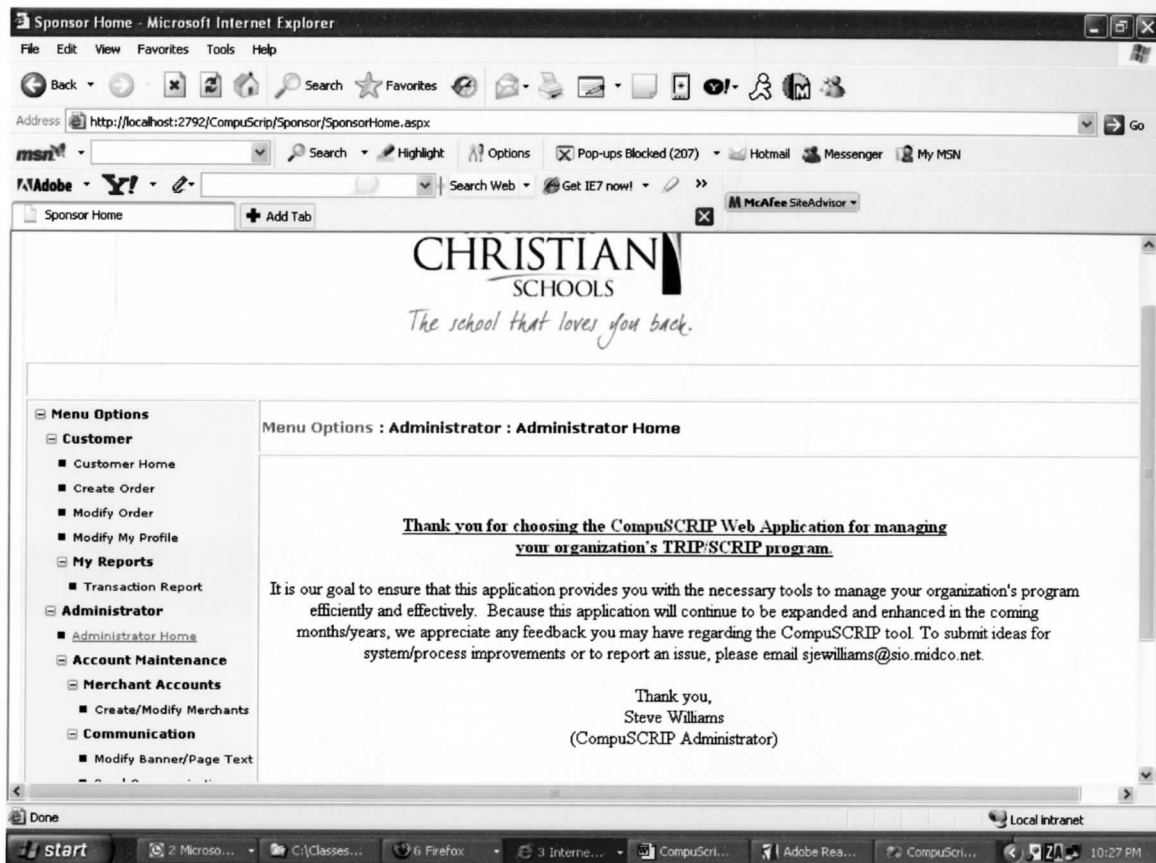 Sponsor Home - Microsoft Internet Explorer
File Edit View Favorites Tools Help
Back Search Favorites
Address http://localhost:2792/CompuScrip/Sponsor/SponsorHome.aspx Go
msn Search Highlight Options Pop-ups Blocked (207) Hotmail Messenger My MSN
Adobe Y! Search Web Get IE7 now! >> McAfee SiteAdvisor
Sponsor Home Add Tab
CHRISTIAN
SCHOOLS
The school that loves you back.
Menu Options
Customer
Customer Home
Create Order
Modify Order
Modify My Profile
My Reports
Transaction Report
Administrator
Administrator Home
Account Maintenance
Merchant Accounts
Create/Modify Merchants
Communication
Modify Banner/Page Text
Menu Options : Administrator : Administrator Home
Thank you for choosing the CompuSCRIP Web Application for managing
your organization's TRIP/SCRIP program.
It is our goal to ensure that this application provides you with the necessary tools to manage your organization's program
efficiently and effectively. Because this application will continue to be expanded and enhanced in the coming
months/years, we appreciate any feedback you may have regarding the CompuSCRIP tool. To submit ideas for
system/process improvements or to report an issue, please email sjewilliams@sio.midco.net.
Thank you,
Steve Williams
(CompuSCRIP Administrator)
Done Local intranet
start 2 Microso... C:\Classes... 6 Firefox 3 Interne... CompuScri... Adobe Rea... CompuScri... ZA 10:27 PM